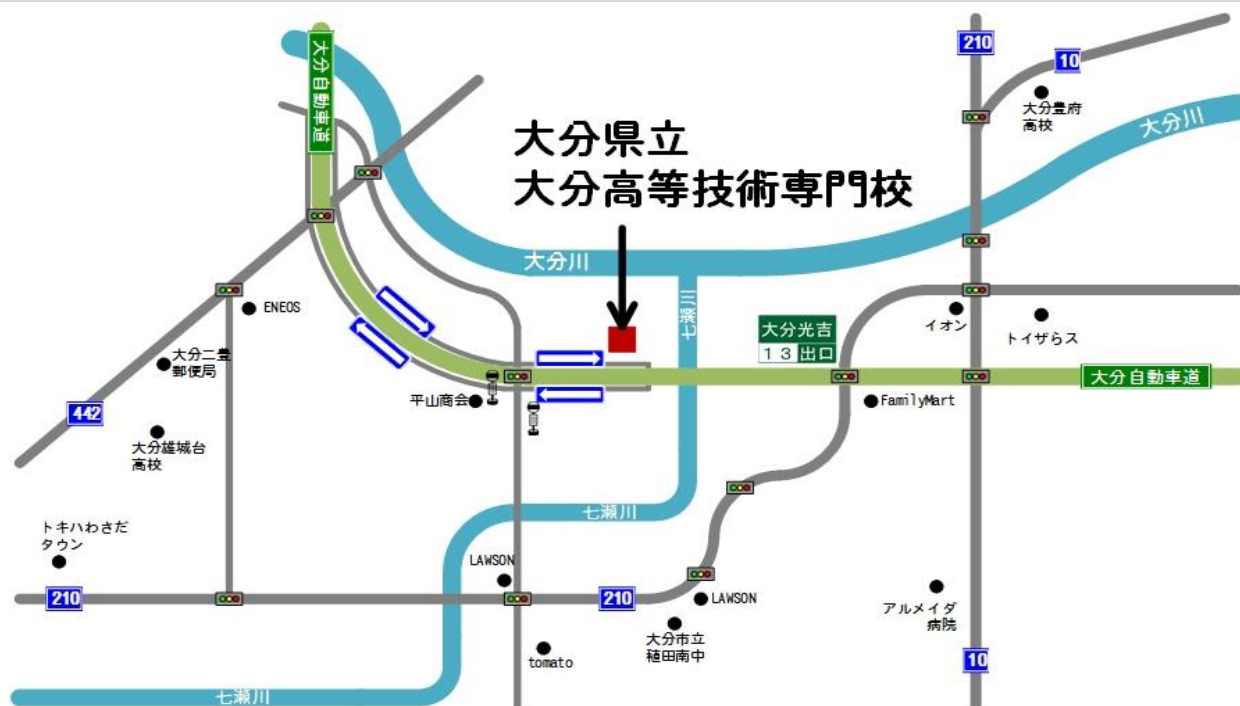 大分自動車道
210
10
大分豊府
高校
大分川
大分県立
大分高等技術専門校
大分川
七瀬川
ENEOS
大分光吉
13出口
イオン
トイザらス
大分二豊
郵便局
平山商会
FamilyMart
大分自動車道
442
大分雄城台
高校
トキハわさだ
タウン
七瀬川
LAWSON
210
210
LAWSON
アルメイダ
病院
大分市立
稙田南中
tomato
10
七瀬川